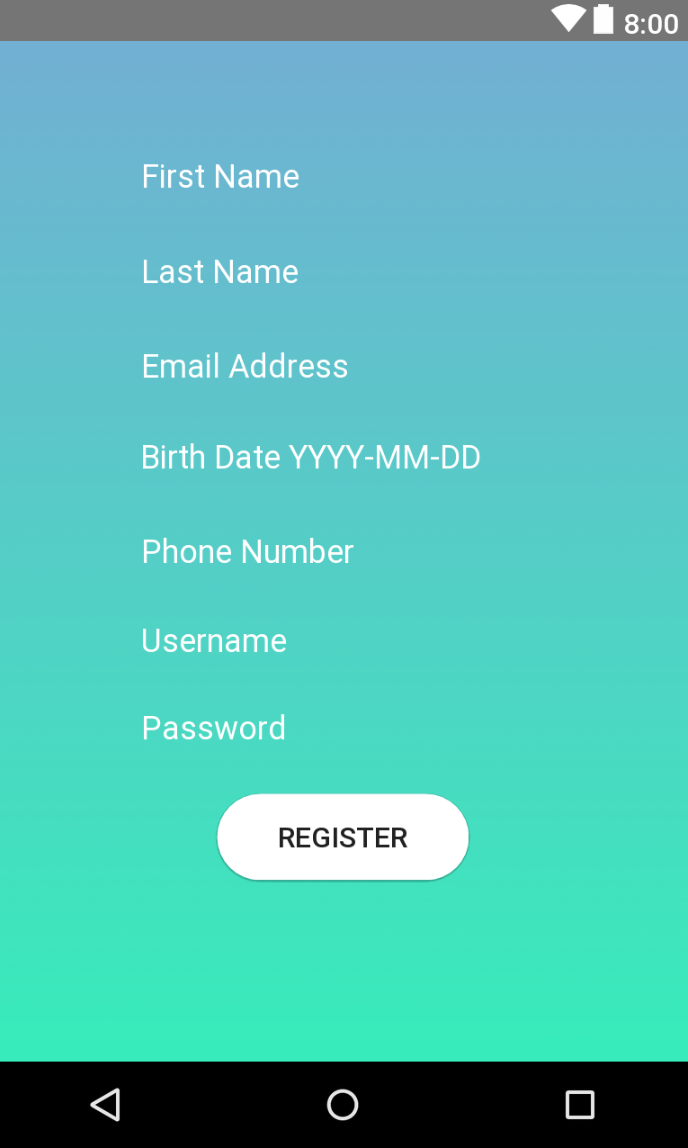 8:00
First Name
Last Name
Email Address
Birth Date YYYY-MM-DD
Phone Number
Username
Password
REGISTER